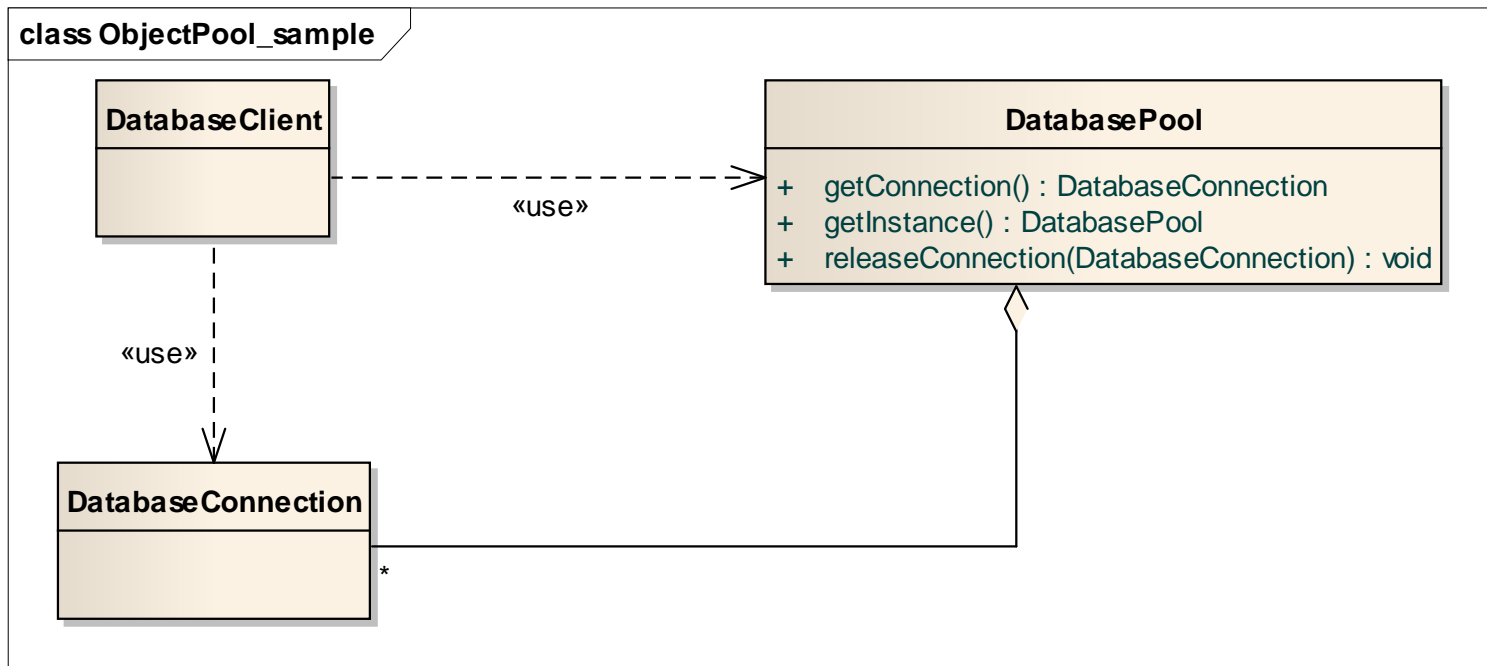 class ObjectPool_sample
DatabaseClient
DatabasePool
+ getConnection() : DatabaseConnection
+ getInstance() : DatabasePool
+ releaseConnection(DatabaseConnection) : void
«use»
«use»
DatabaseConnection
*